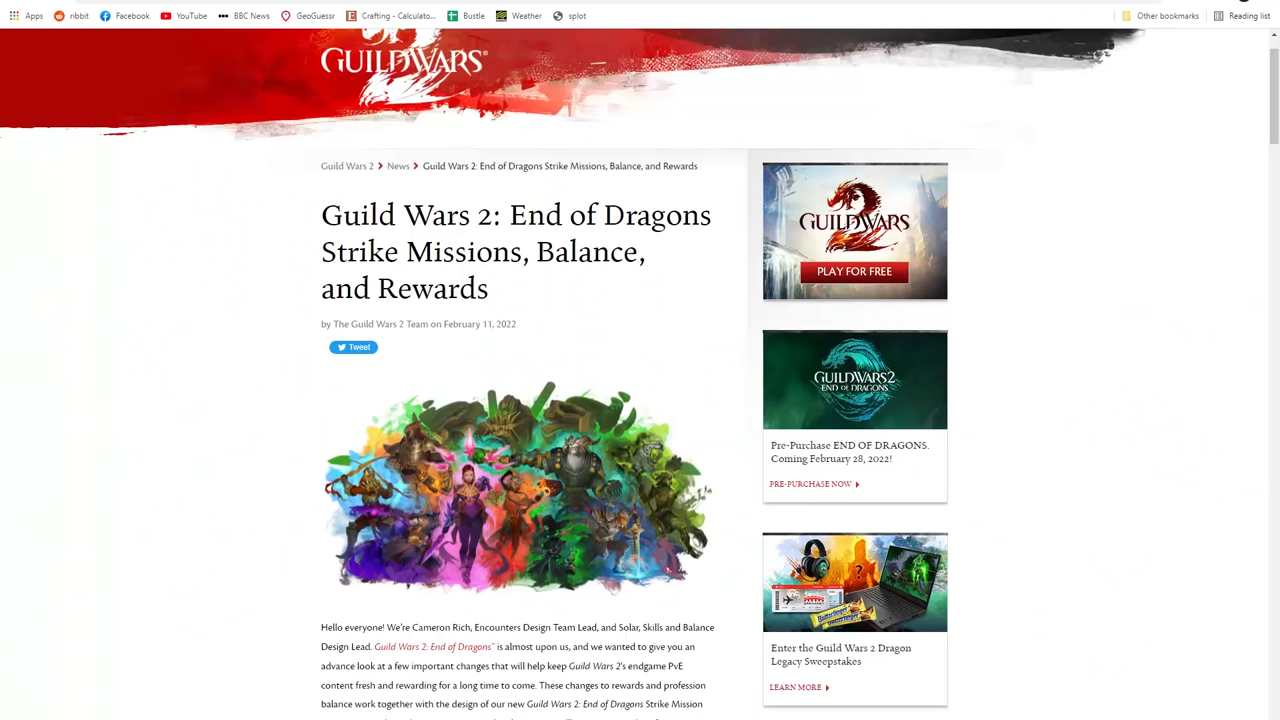 Apps
ribbit
Facebook
YouTube
BBC News
GeoGuessr
Crafting - Calculato...
Bustle
Weather
splot
Other bookmarks
Reading list
GUILD WARS
Guild Wars 2 > News > Guild Wars 2: End of Dragons Strike Missions, Balance, and Rewards
Guild Wars 2: End of Dragons
Strike Missions, Balance,
and Rewards
by The Guild Wars 2 Team on February 11, 2022
Tweet
Hello everyone! We're Cameron Rich, Encounters Design Team Lead, and Solar, Skills and Balance
Design Lead. Guild Wars 2: End of Dragons™ is almost upon us, and we wanted to give you an
advance look at a few important changes that will help keep Guild Wars 2's endgame PvE
content fresh and rewarding for a long time to come. These changes to rewards and profession
balance work together with the design of our new Guild Wars 2: End of Dragons Strike Mission
GUILD WARS
PLAY FOR FREE
GUILD WARS 2
END OF DRAGONS
Pre-Purchase END OF DRAGONS.
Coming February 28, 2022!
PRE-PURCHASE NOW
?
Butterfinger
Enter the Guild Wars 2 Dragon
Legacy Sweepstakes
LEARN MORE